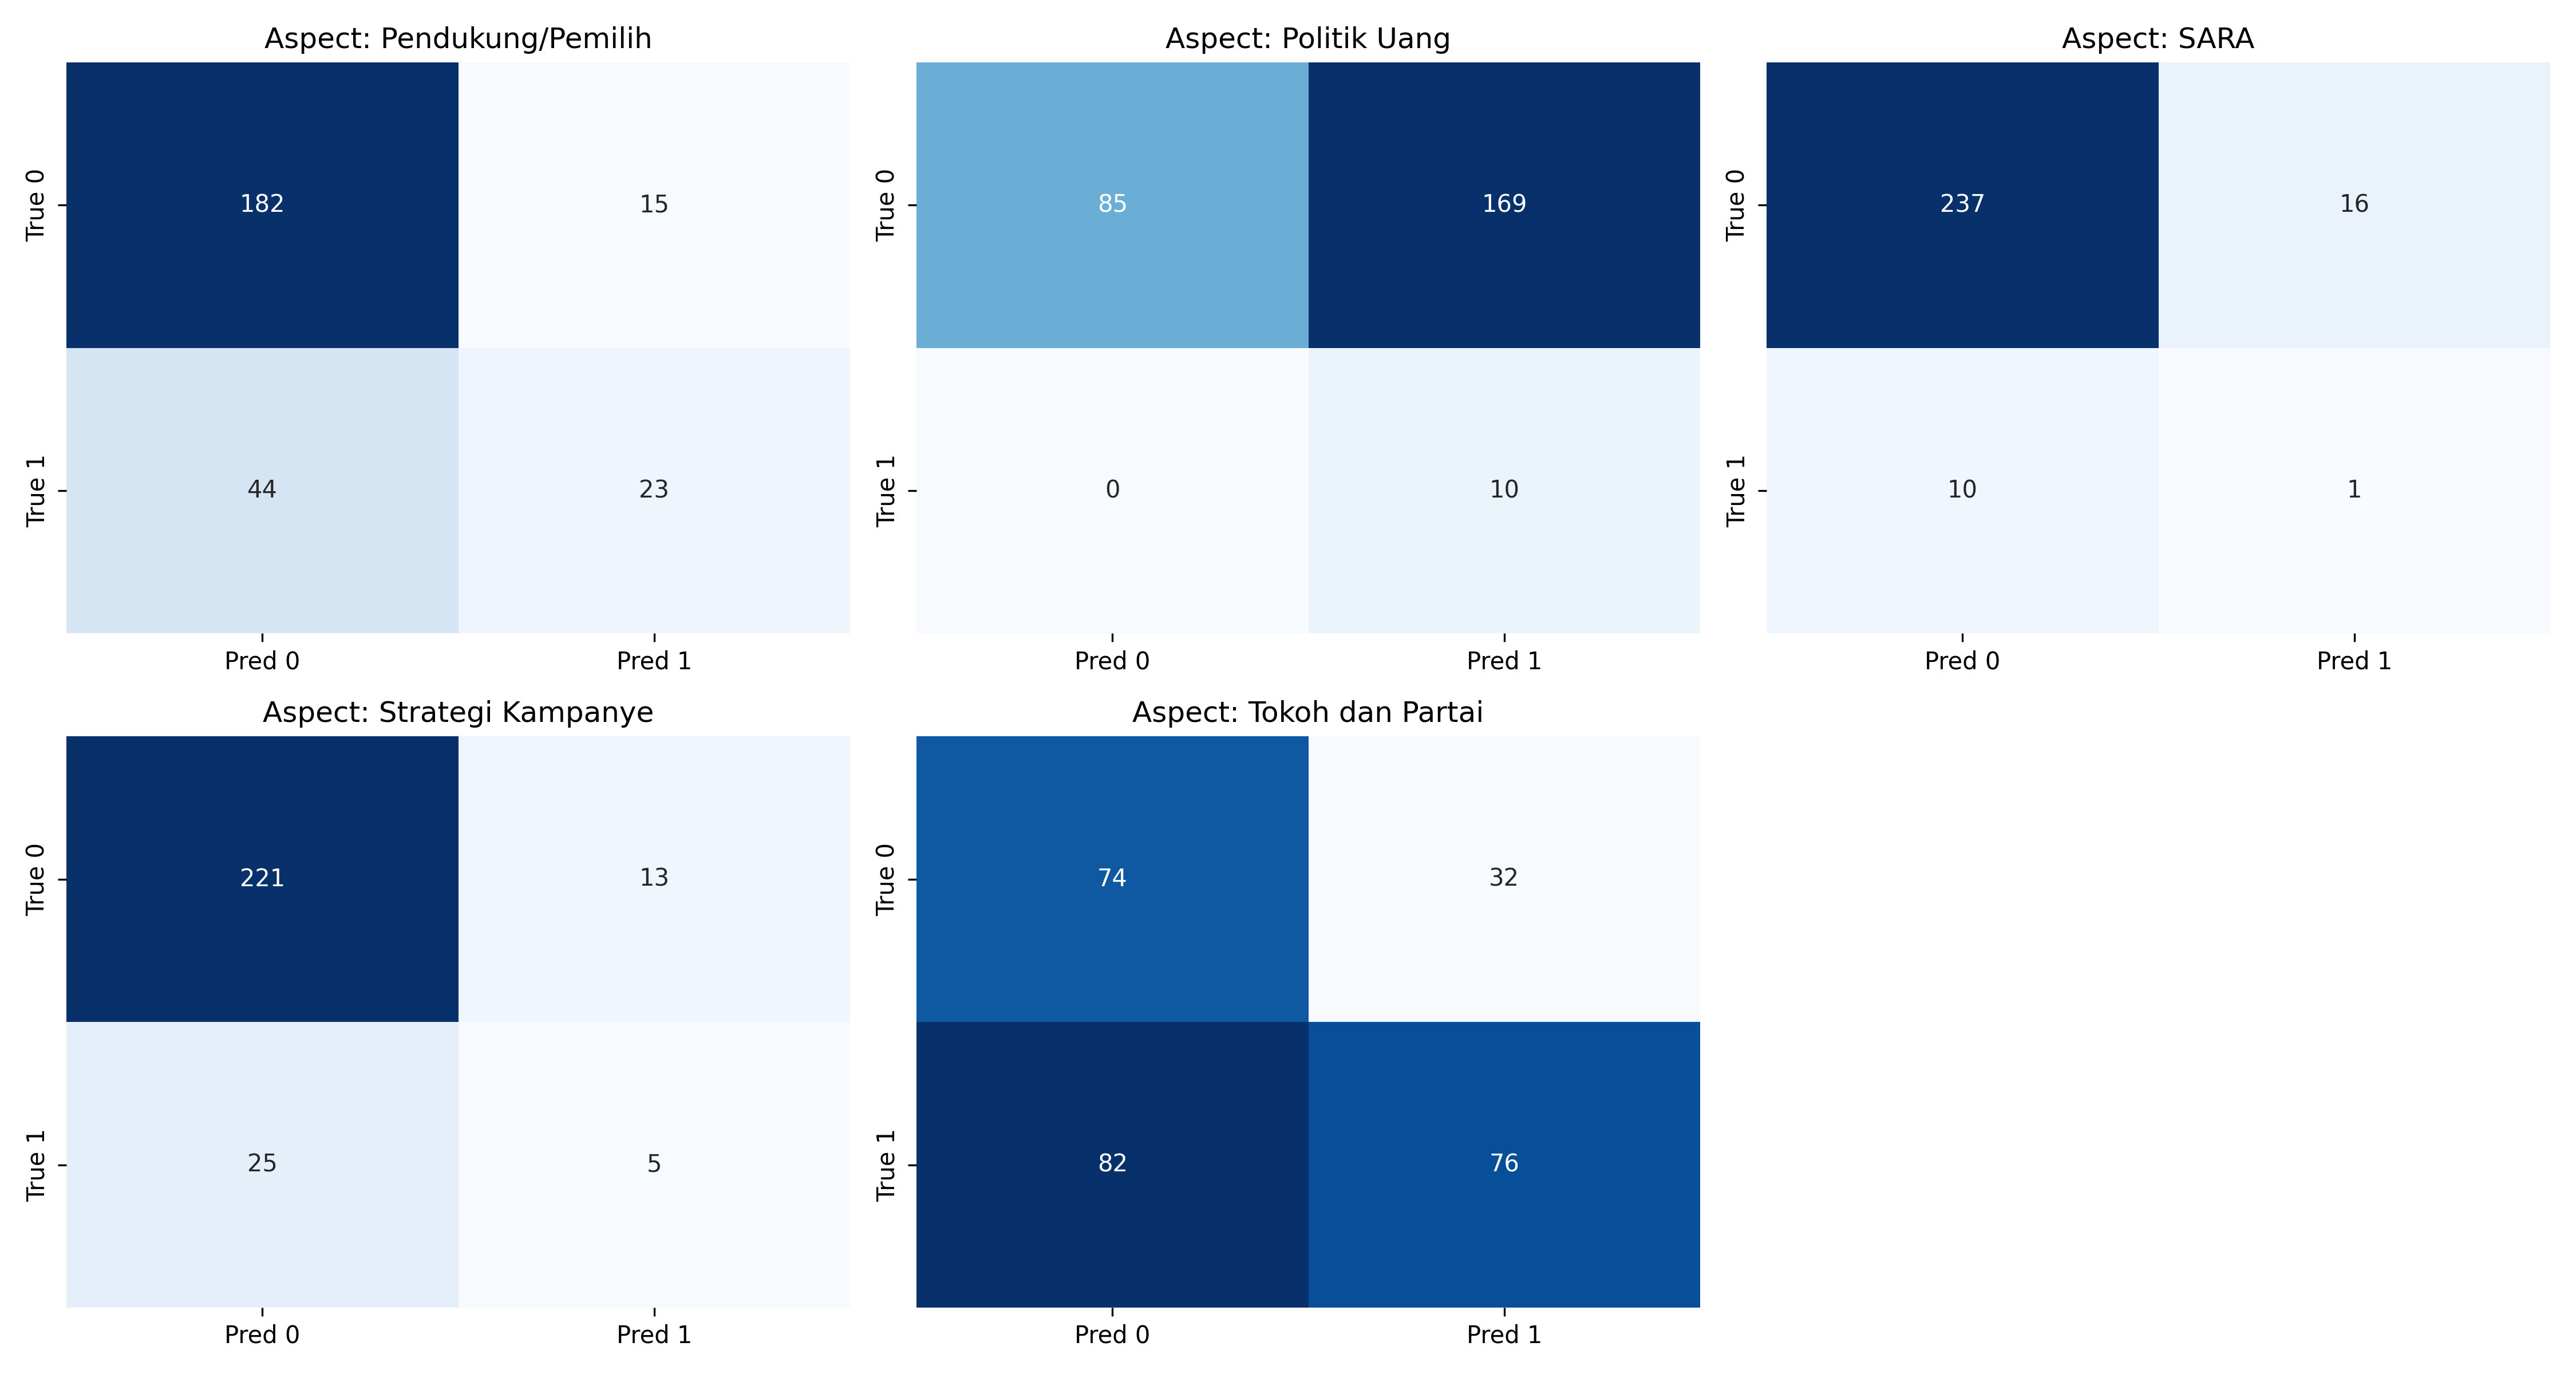 Aspect: Pendukung/Pemilih
True 0
182
15
True 1
44
23
Pred 0
Pred 1
Aspect: Politik Uang
True 0
85
169
True 1
0
10
Pred 0
Pred 1
Aspect: SARA
True 0
237
16
True 1
10
1
Pred 0
Pred 1
Aspect: Strategi Kampanye
True 0
221
13
True 1
25
5
Pred 0
Pred 1
Aspect: Tokoh dan Partai
True 0
74
32
True 1
82
76
Pred 0
Pred 1